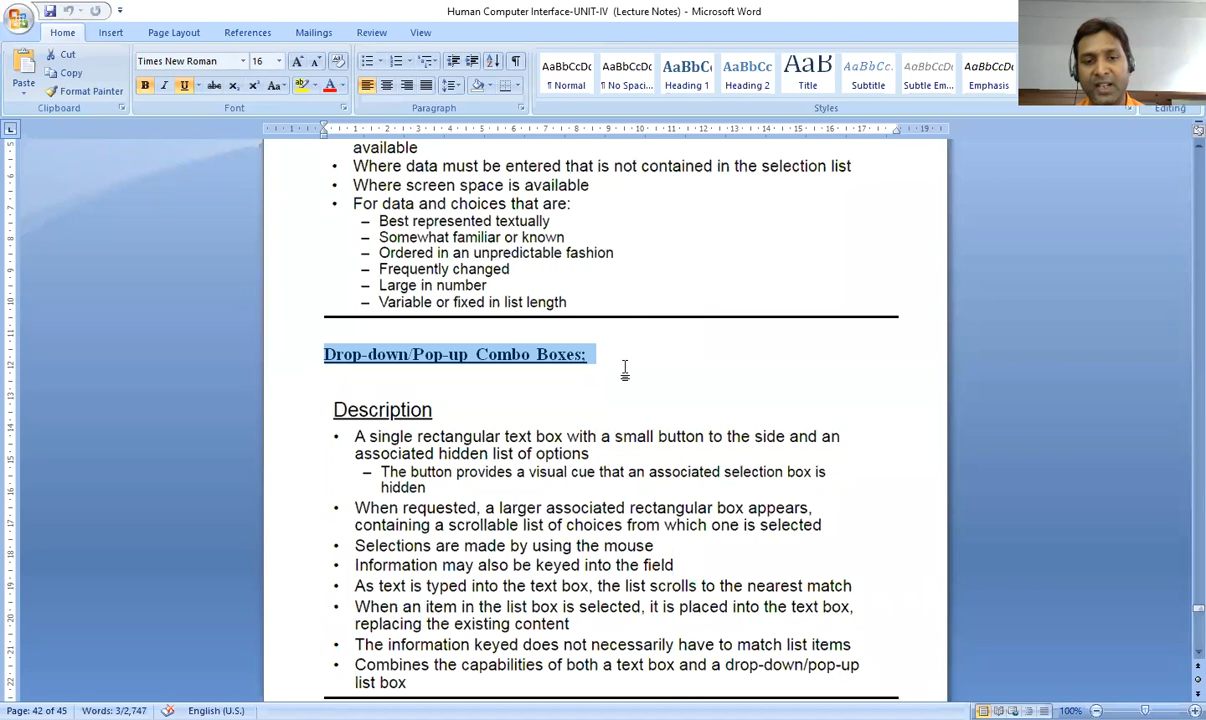 Human Computer Interface-UNIT-IV (Lecture Notes) - Microsoft Word
Home Insert Page Layout References Mailings Review View
Paste
Cut
Copy
Format Painter
Times New Roman 16
AaBbCcDc AaBbCcDc AaBbC AaBbCc AaB AaBbCc. AaBbCcDc AaBbCcDc
¶ Normal ¶ No Spaci... Heading 1 Heading 2 Title Subtitle Subtle Em... Emphasis
Clipboard Font Paragraph Styles Editing
available
• Where data must be entered that is not contained in the selection list
• Where screen space is available
• For data and choices that are:
– Best represented textually
– Somewhat familiar or known
– Ordered in an unpredictable fashion
– Frequently changed
– Large in number
– Variable or fixed in list length
Drop-down/Pop-up Combo Boxes:
Description
• A single rectangular text box with a small button to the side and an
associated hidden list of options
– The button provides a visual cue that an associated selection box is
hidden
• When requested, a larger associated rectangular box appears,
containing a scrollable list of choices from which one is selected
• Selections are made by using the mouse
• Information may also be keyed into the field
• As text is typed into the text box, the list scrolls to the nearest match
• When an item in the list box is selected, it is placed into the text box,
replacing the existing content
• The information keyed does not necessarily have to match list items
• Combines the capabilities of both a text box and a drop-down/pop-up
list box
Page: 42 of 45 Words: 3/2,747 English (U.S.) 100%